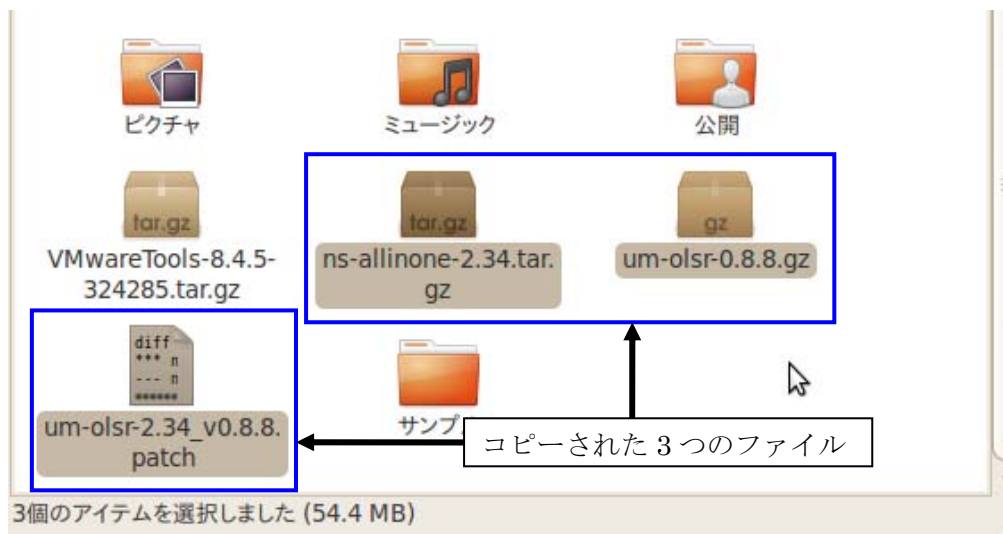 ピクチャ
ミュージック
公開
tar.gz
tar.gz
gz
VMwareTools-8.4.5-
324285.tar.gz
ns-allinone-2.34.tar.
gz
um-olsr-0.8.8.gz
diff
*** n
--- n
******
um-olsr-2.34_v0.8.8.
patch
サンプ
コピーされた 3 つのファイル
3個のアイテムを選択しました (54.4 MB)